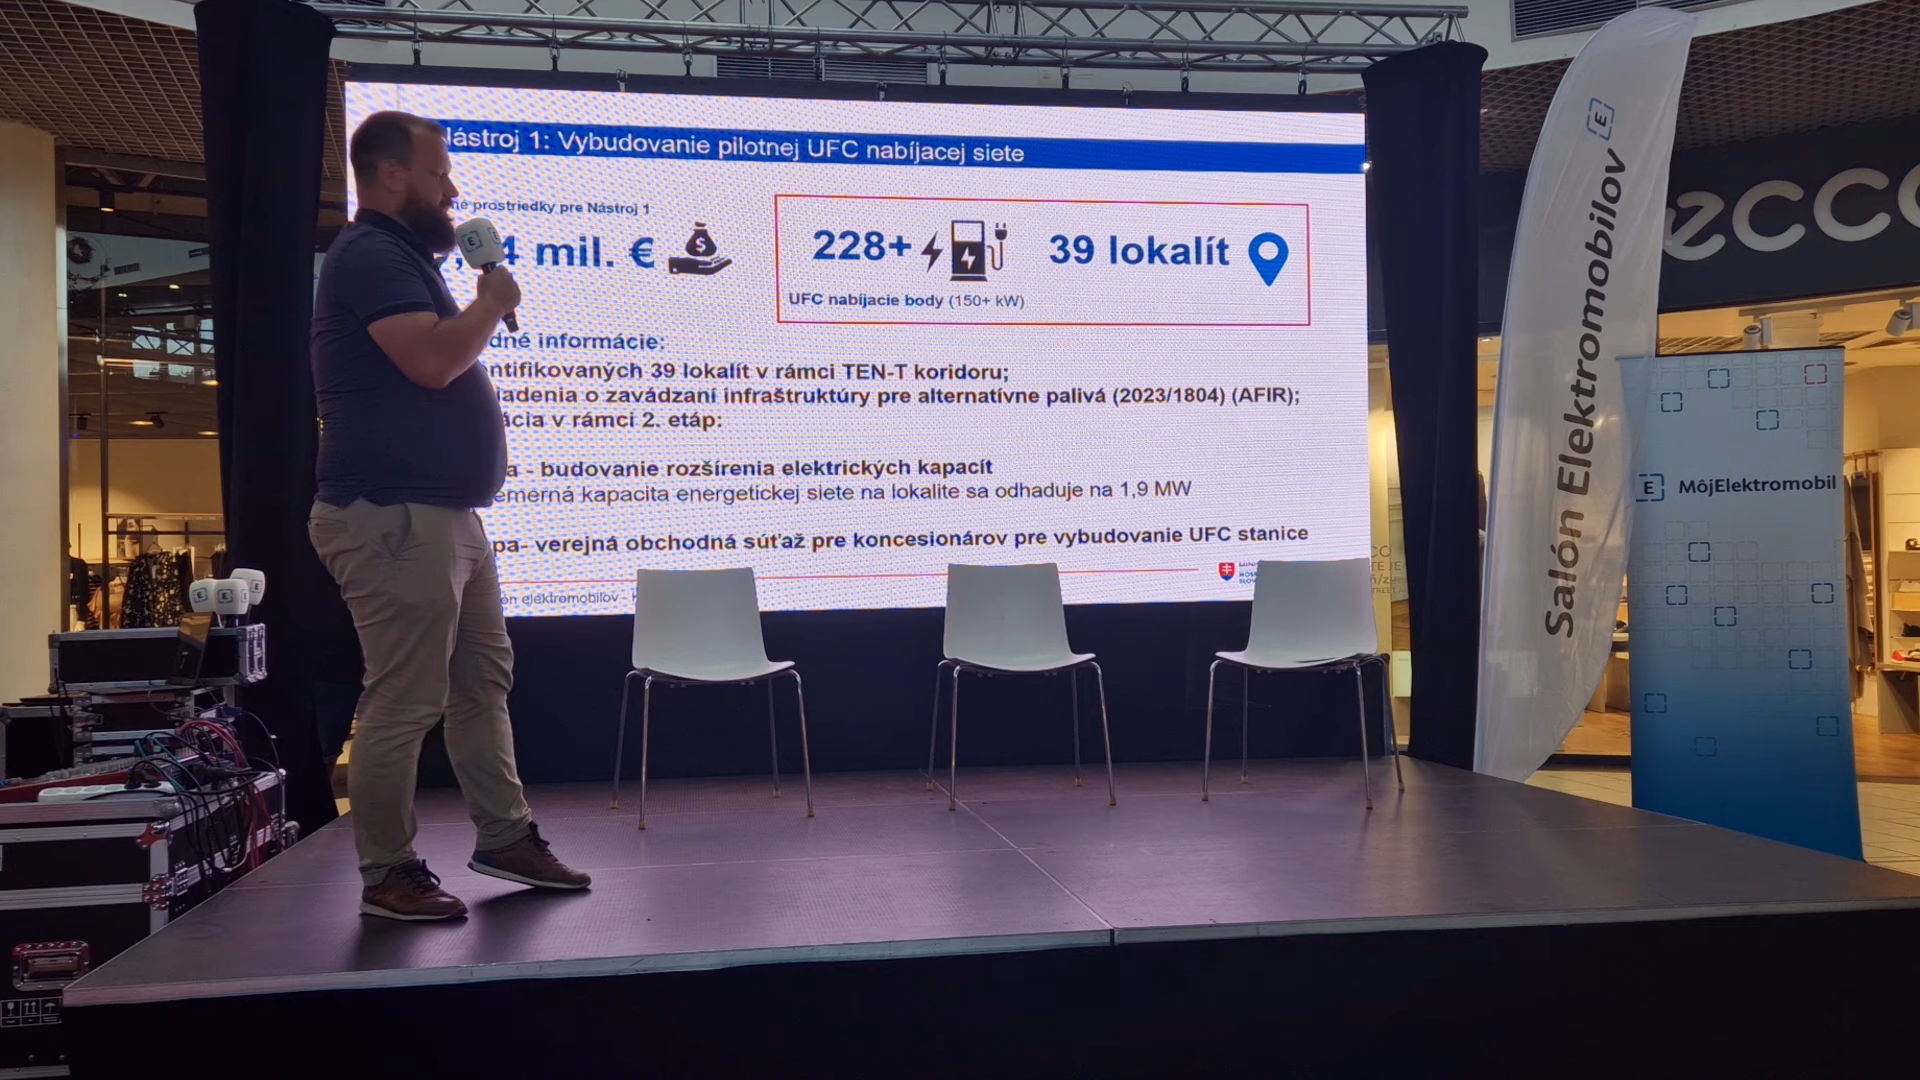 Nástroj 1: Vybudovanie pilotnej UFC nabíjacej siete
prostriedky pre Nástroj 1
4 mil. €
228+
39 lokalít
UFC nabíjacie body (150+ kW)
dné informácie:
ntifikovaných 39 lokalít v rámci TEN-T koridoru;
iadenia o zavádzaní infraštruktúry pre alternatívne palivá (2023/1804) (AFIR);
ácia v rámci 2. etáp:
a - budovanie rozšírenia elektrických kapacít
emerná kapacita energetickej siete na lokalite sa odhaduje na 1,9 MW
pa- verejná obchodná súťaž pre koncesionárov pre vybudovanie UFC stanice
ón elektromobilov -
Salón Elektromobilov
E
ecco
E MôjElektromobil